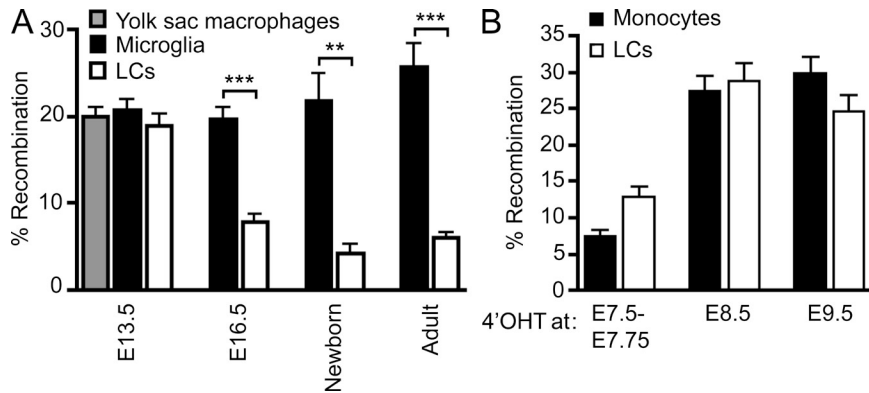 A
Yolk sac macrophages
Microglia
LCs
***
**
***
% Recombination
30
20
10
0
E13.5
E16.5
Newborn
Adult
B
Monocytes
LCs
% Recombination
35
30
25
20
15
10
5
0
4’OHT at:
E7.5-
E7.75
E8.5
E9.5